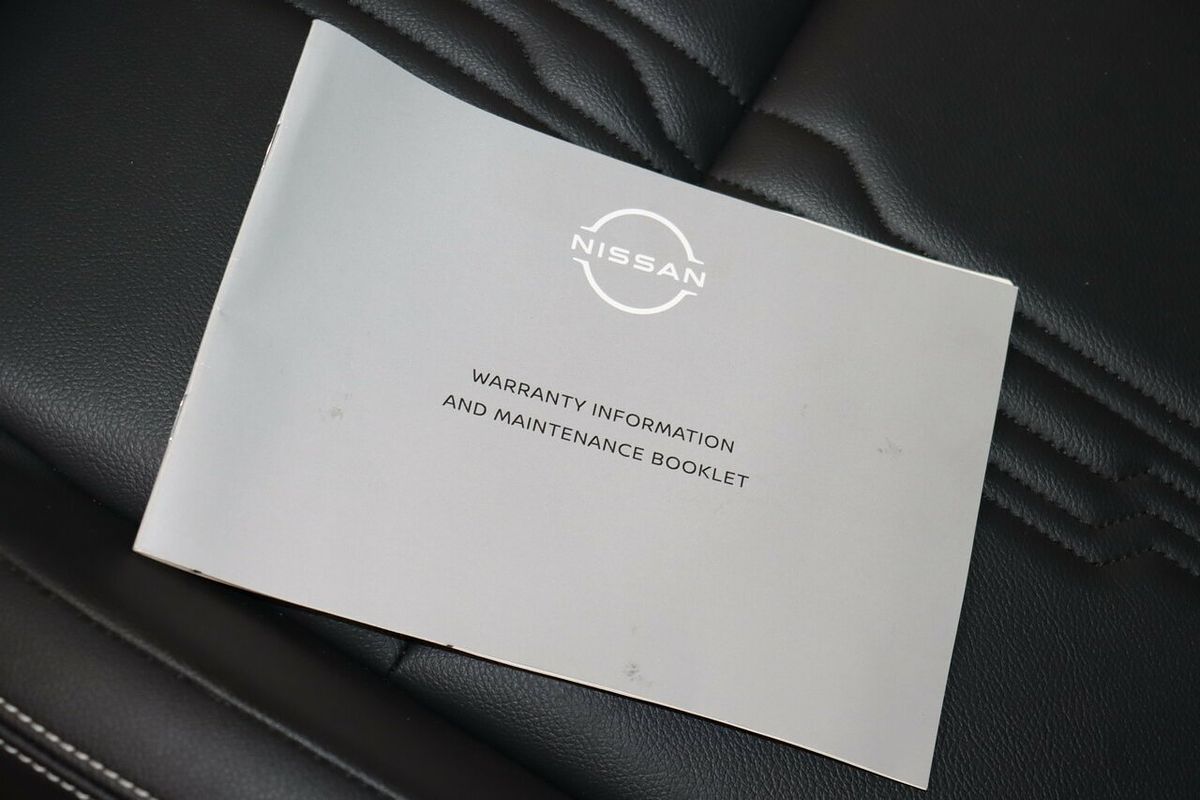 NISSAN
WARRANTY INFORMATION
AND MAINTENANCE BOOKLET